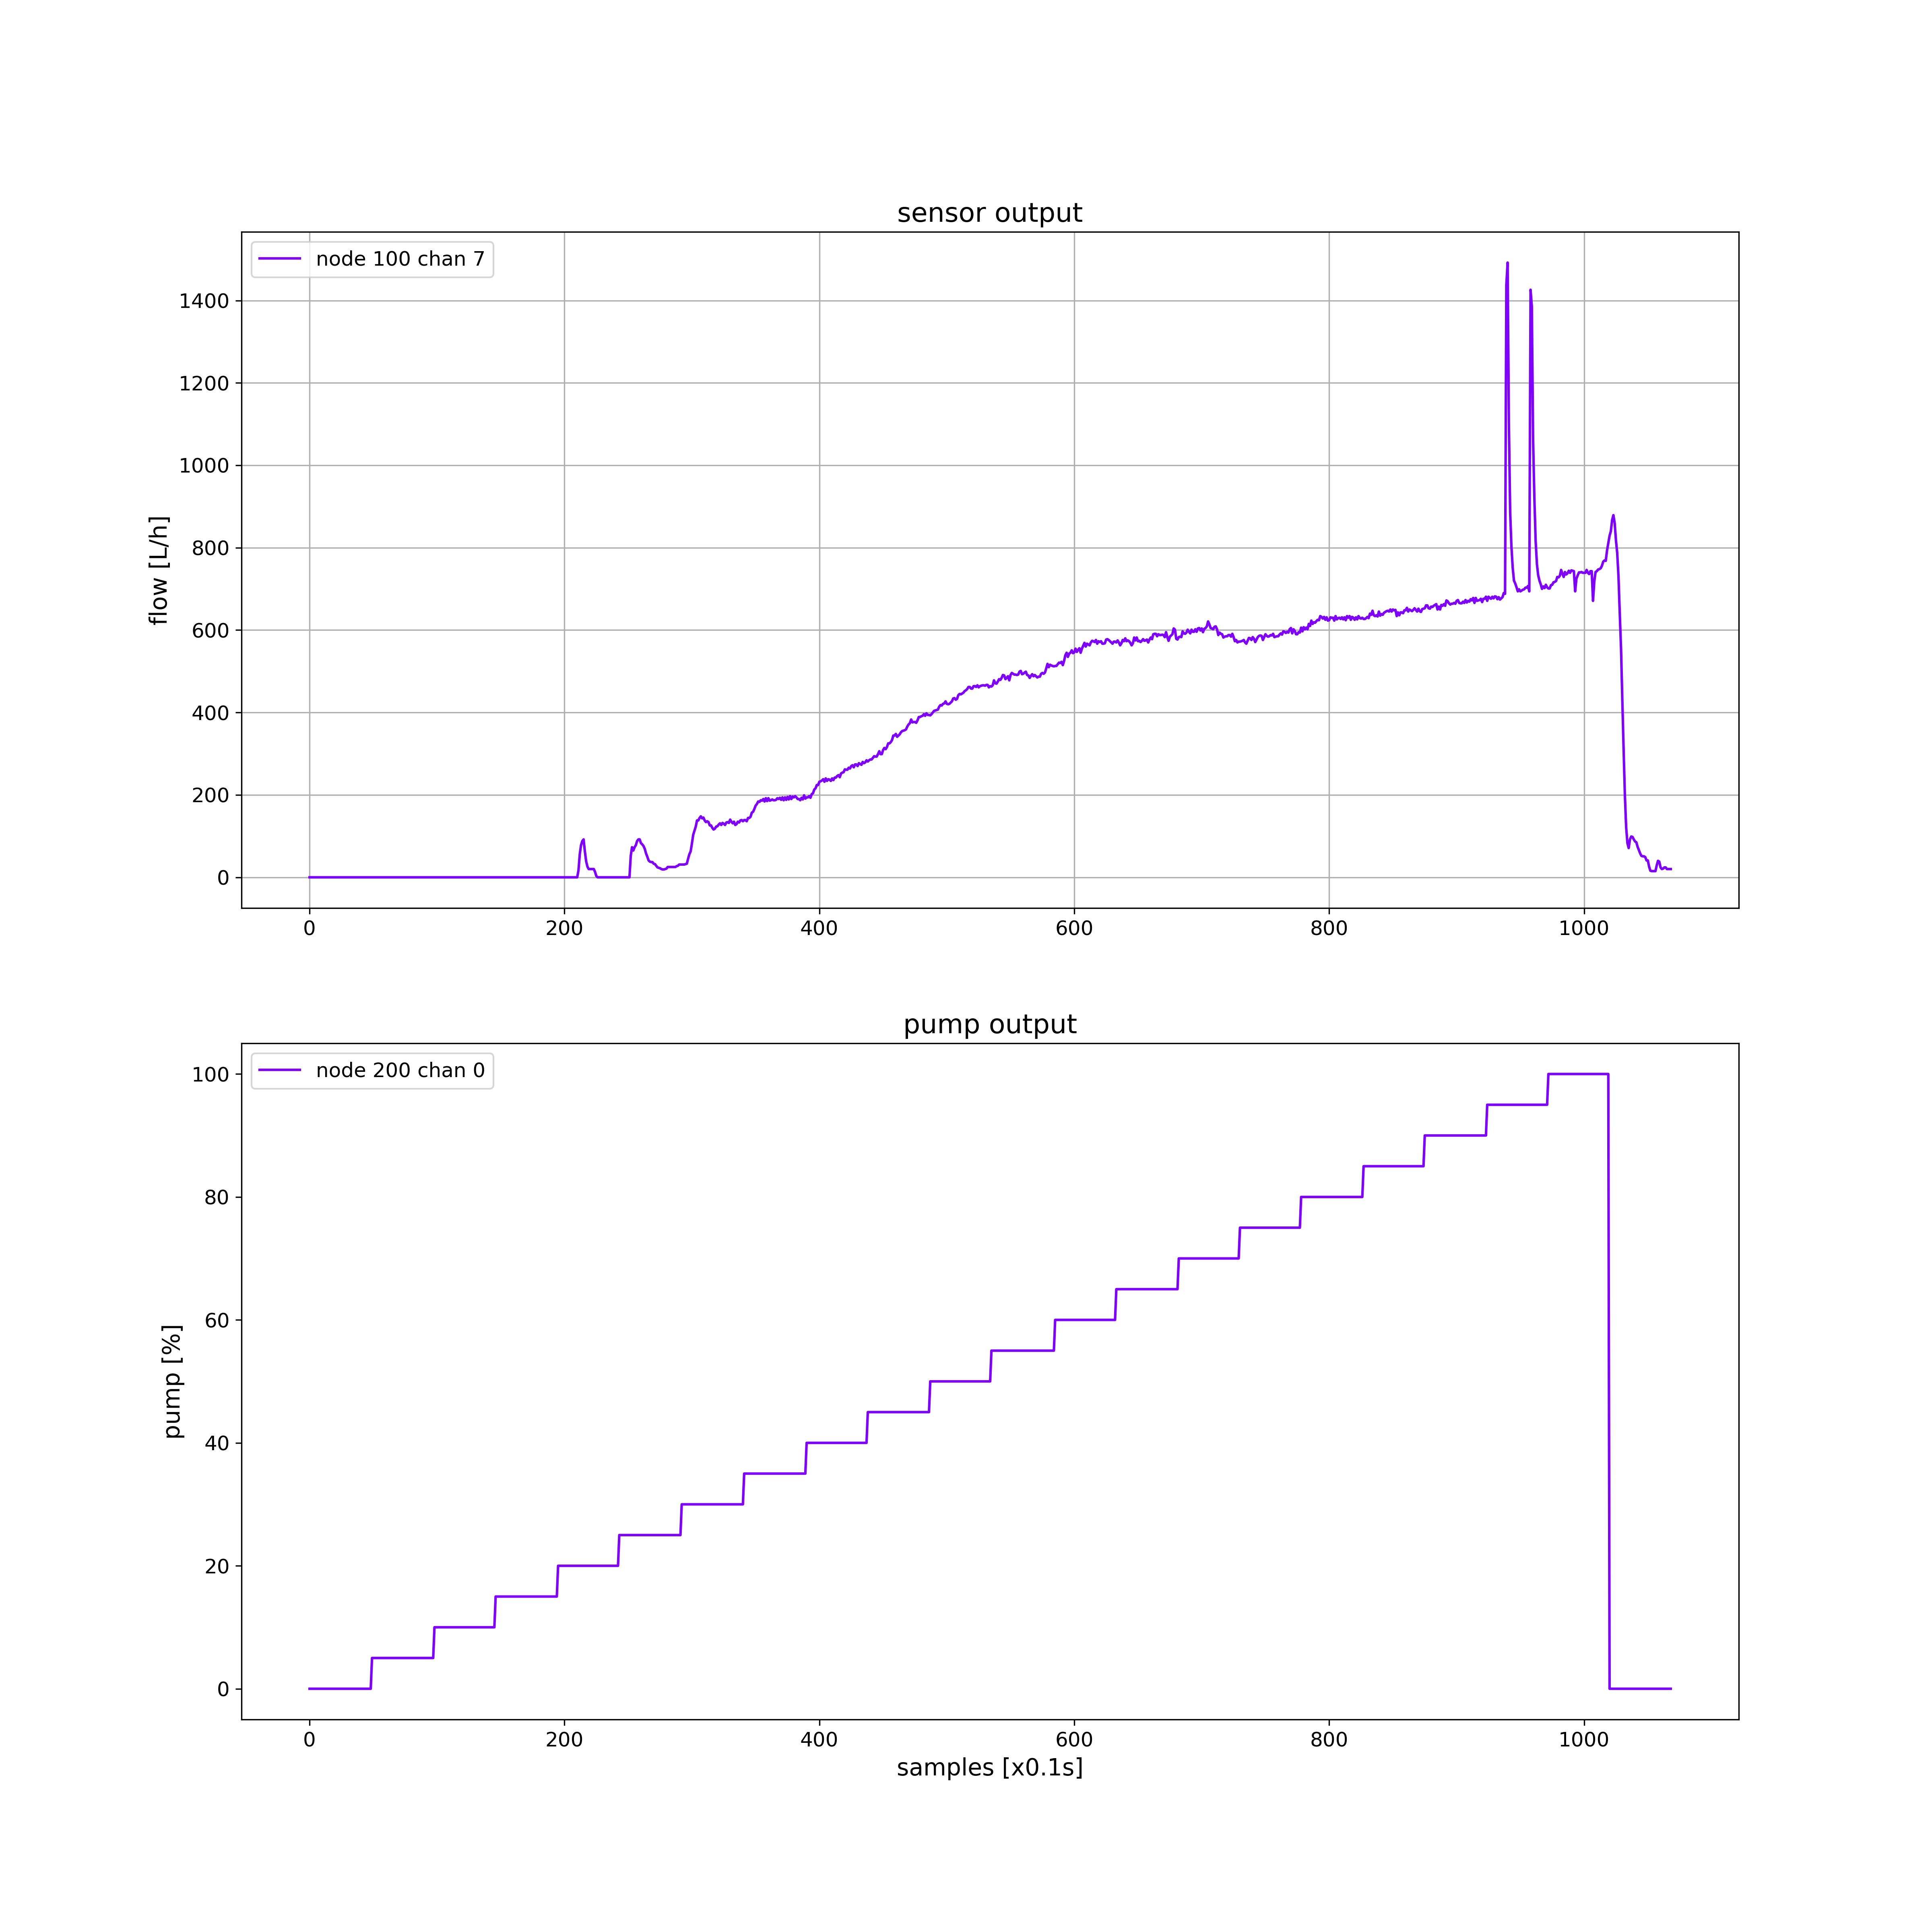 sensor output
node 100 chan 7
flow [L/h]
1400
1200
1000
800
600
400
200
0
0 200 400 600 800 1000
pump output
node 200 chan 0
pump [%]
100
80
60
40
20
0
0 200 400 600 800 1000
samples [x0.1s]